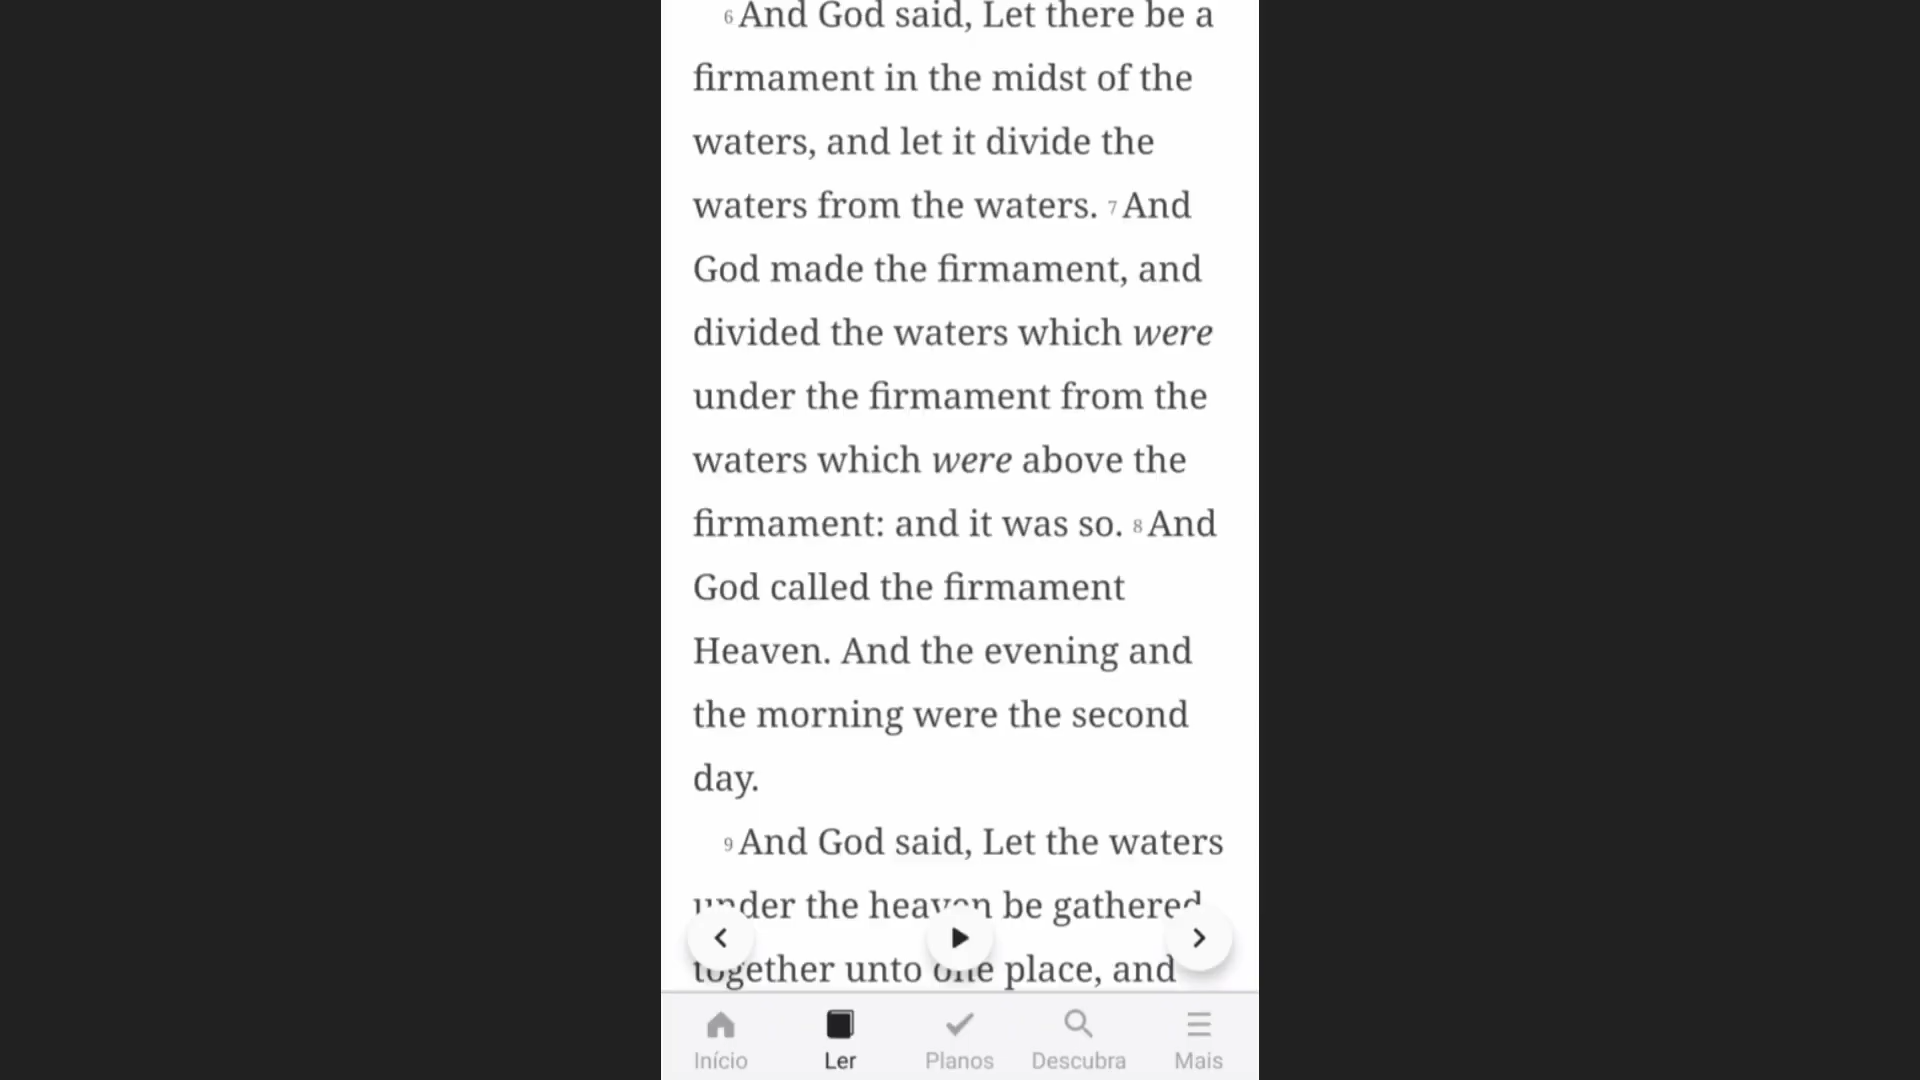 6 And God said, Let there be a
firmament in the midst of the
waters, and let it divide the
waters from the waters. 7 And
God made the firmament, and
divided the waters which were
under the firmament from the
waters which were above the
firmament: and it was so. 8 And
God called the firmament
Heaven. And the evening and
the morning were the second
day.
9 And God said, Let the waters
under the heaven be gathered
together unto one place, and
Início
Ler
Planos
Descubra
Mais